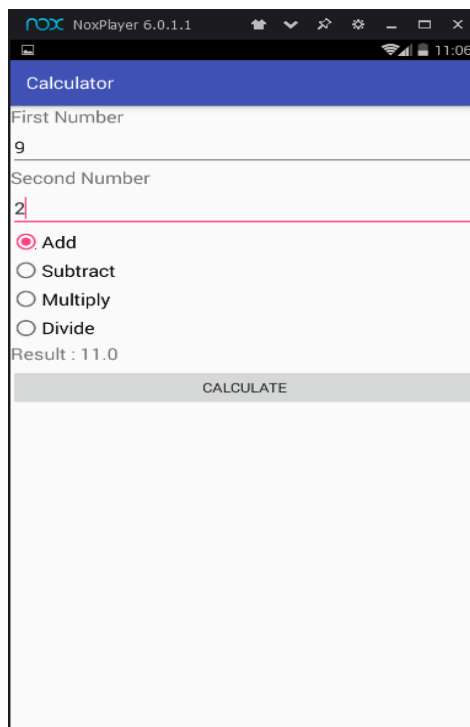 nox NoxPlayer 6.0.1.1
11:06
Calculator
First Number
9
Second Number
2
Add
Subtract
Multiply
Divide
Result : 11.0
CALCULATE